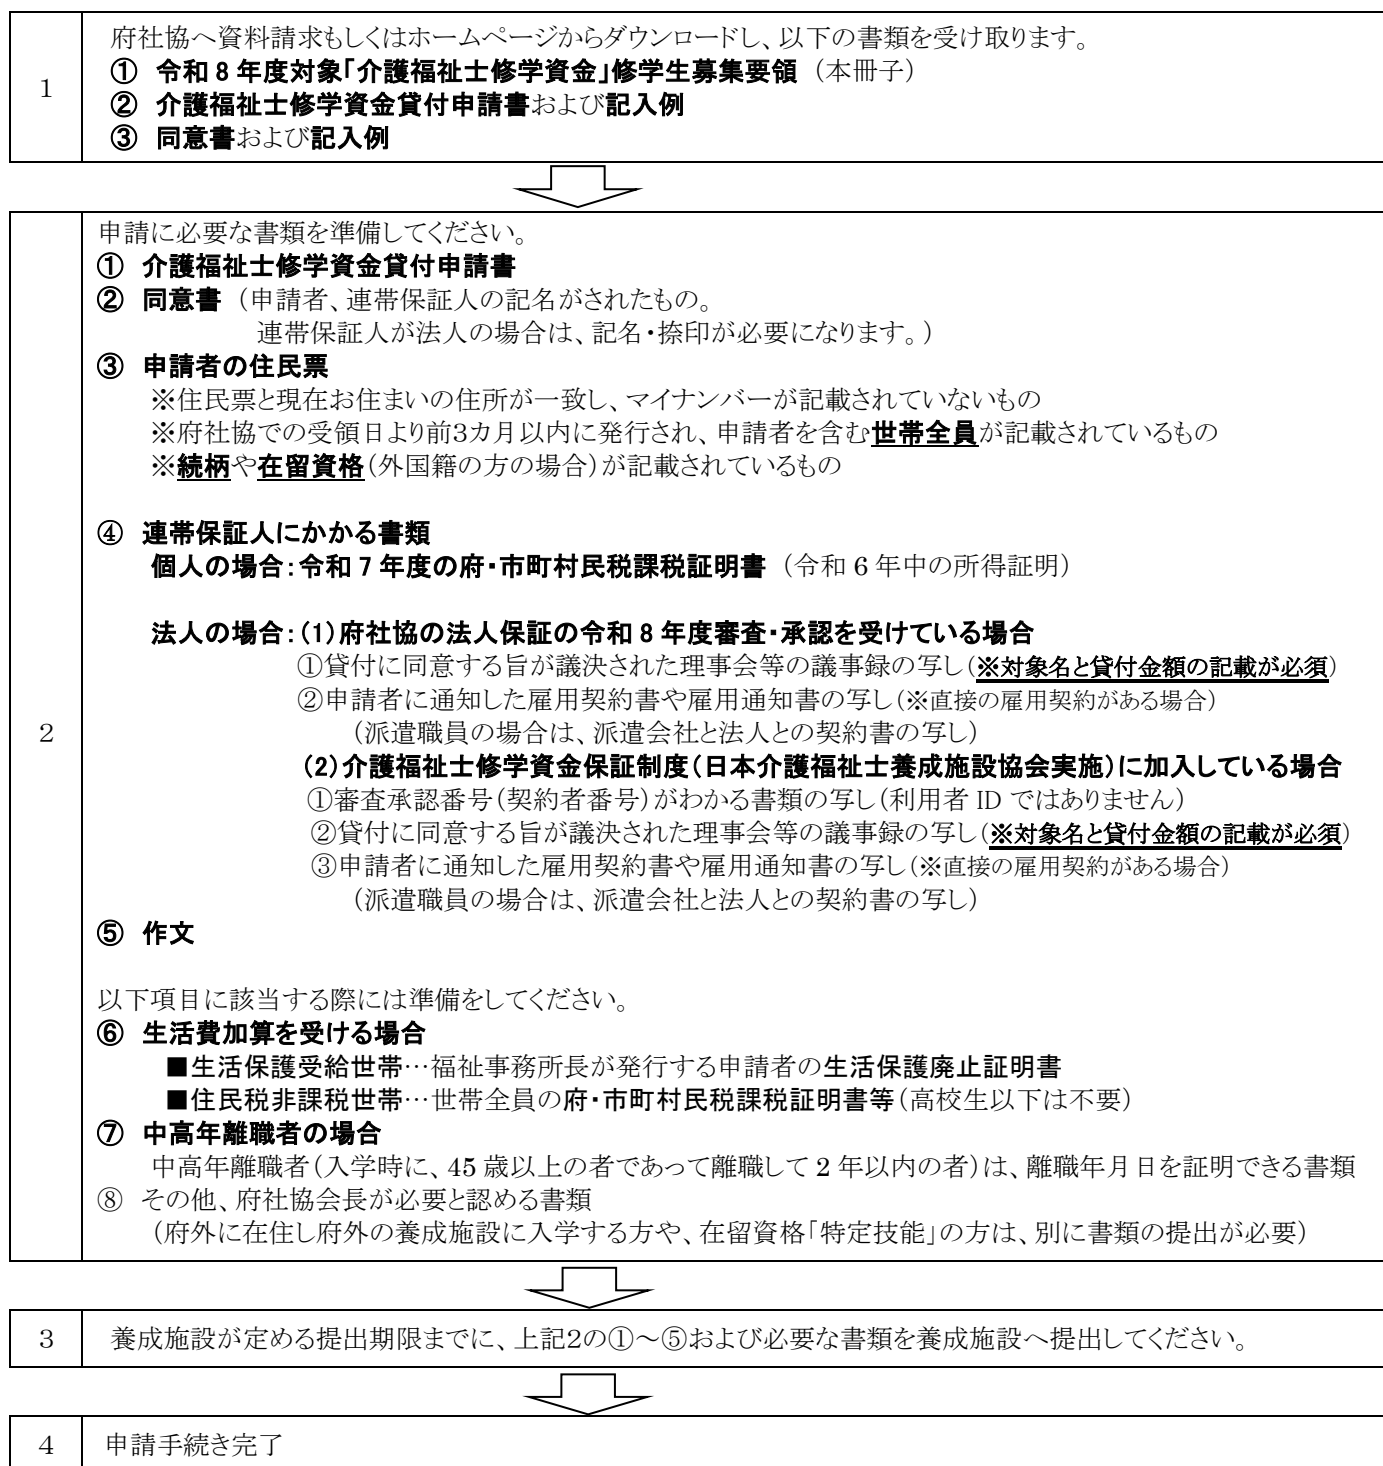 1
府社協へ資料請求もしくはホームページからダウンロードし、以下の書類を受け取ります。
① 令和8年度対象「介護福祉士修学資金」修学生募集要領（本冊子）
② 介護福祉士修学資金貸付申請書および記入例
③ 同意書および記入例
2
申請に必要な書類を準備してください。
① 介護福祉士修学資金貸付申請書
② 同意書（申請者、連帯保証人の記名がされたもの。
連帯保証人が法人の場合は、記名・捺印が必要になります。）
③ 申請者の住民票
※住民票と現在お住まいの住所が一致し、マイナンバーが記載されていないもの
※府社協での受領日より前３カ月以内に発行され、申請者を含む世帯全員が記載されているもの
※続柄や在留資格（外国籍の方の場合）が記載されているもの
④ 連帯保証人にかかる書類
個人の場合：令和7年度の府・市町村民税課税証明書（令和6年中の所得証明）
法人の場合：（1）府社協の法人保証の令和8年度審査・承認を受けている場合
①貸付に同意する旨が議決された理事会等の議事録の写し（※対象名と貸付金額の記載が必須）
②申請者に通知した雇用契約書や雇用通知書の写し（※直接の雇用契約がある場合）
（派遣職員の場合は、派遣会社と法人との契約書の写し）
（2）介護福祉士修学資金保証制度（日本介護福祉士養成施設協会実施）に加入している場合
①審査承認番号（契約者番号）がわかる書類の写し（利用者IDではありません）
②貸付に同意する旨が議決された理事会等の議事録の写し（※対象名と貸付金額の記載が必須）
③申請者に通知した雇用契約書や雇用通知書の写し（※直接の雇用契約がある場合）
（派遣職員の場合は、派遣会社と法人との契約書の写し）
⑤ 作文
以下項目に該当する際には準備をしてください。
⑥ 生活費加算を受ける場合
■生活保護受給世帯…福祉事務所長が発行する申請者の生活保護廃止証明書
■住民税非課税世帯…世帯全員の府・市町村民税課税証明書等（高校生以下は不要）
⑦ 中高年離職者の場合
中高年離職者（入学時に、45歳以上の者であって離職して2年以内の者）は、離職年月日を証明できる書類
⑧ その他、府社協会長が必要と認める書類
（府外に在住し府外の養成施設に入学する方や、在留資格「特定技能」の方は、別に書類の提出が必要）
3
養成施設が定める提出期限までに、上記２の①～⑤および必要な書類を養成施設へ提出してください。
4
申請手続き完了